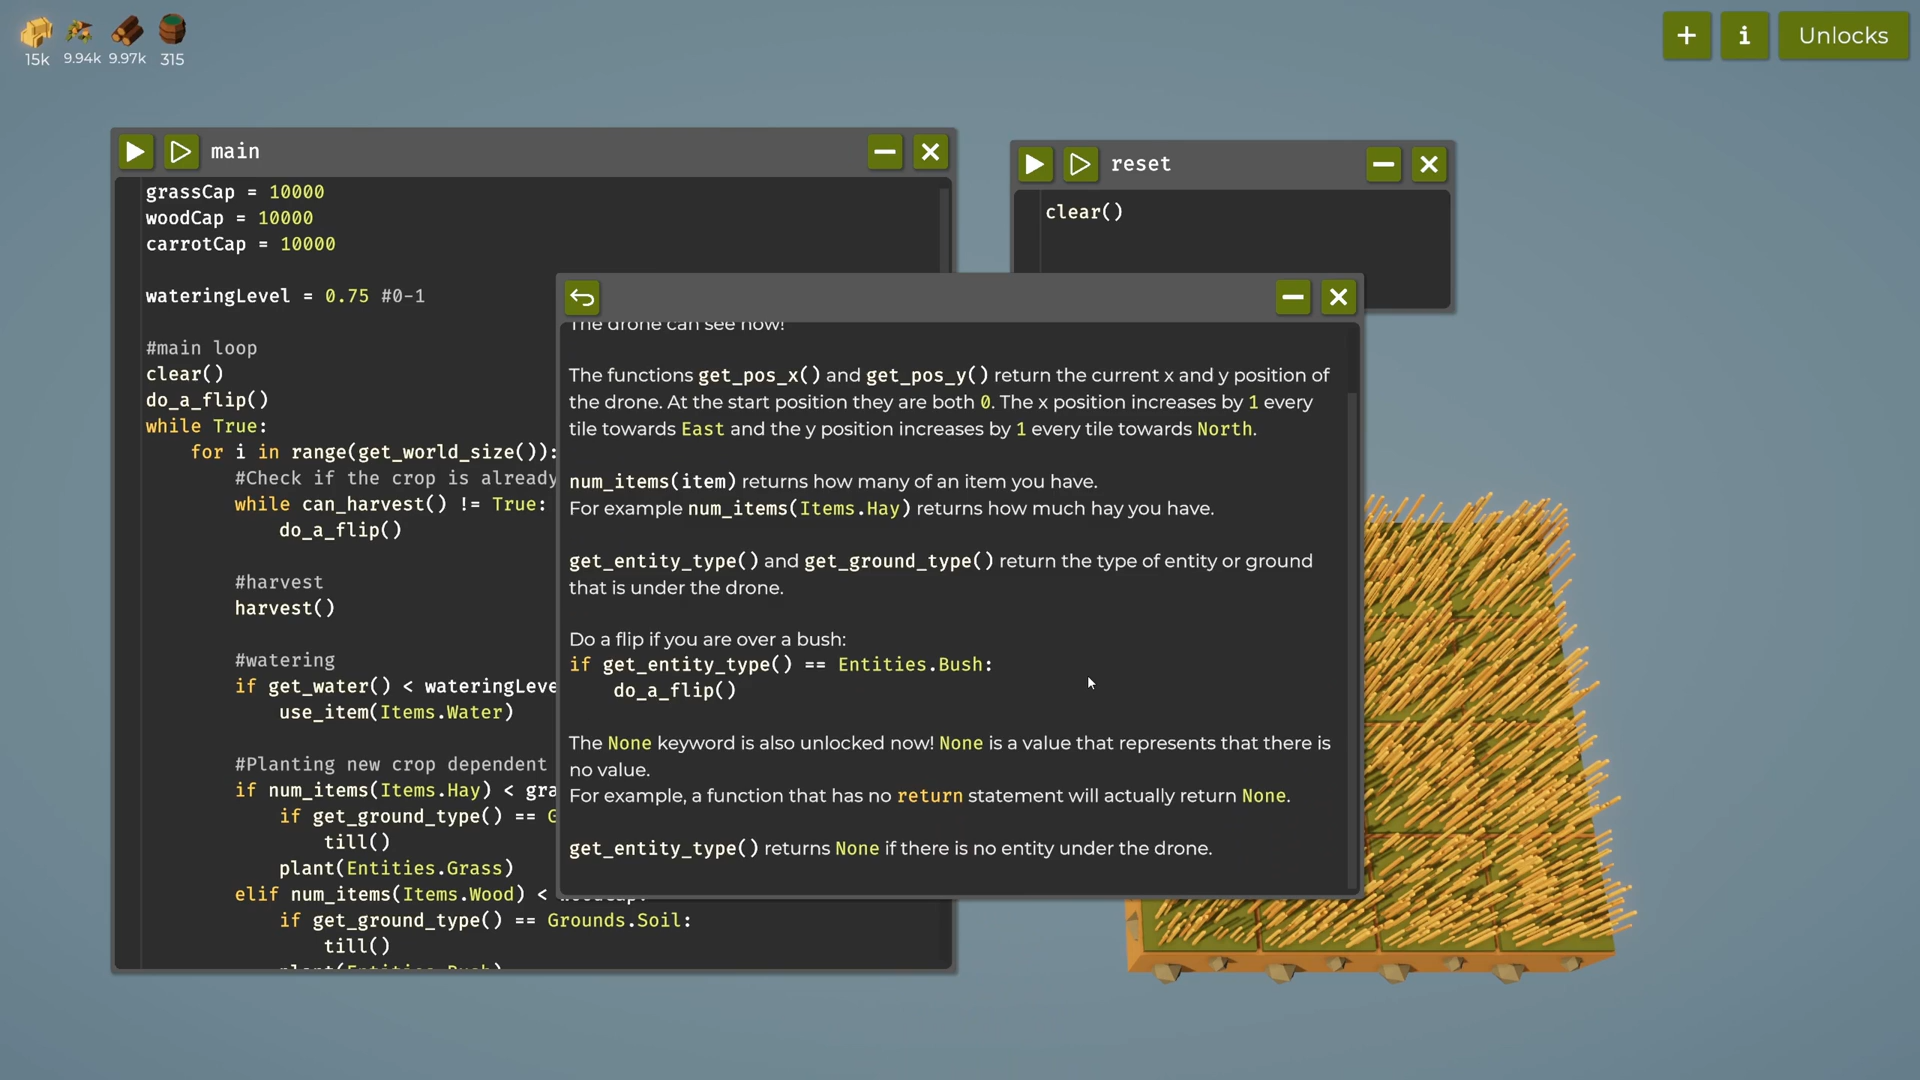 15k 9.94k 9.97k 315
+ i Unlocks
main
grassCap = 10000
woodCap = 10000
carrotCap = 10000
wateringLevel = 0.75 #0-1
#main loop
clear()
do_a_flip()
while True:
for i in range(get_world_size()):
#Check if the crop is already
while can_harvest() != True:
do_a_flip()
#harvest
harvest()
#watering
if get_water() < wateringLeve
use_item(Items.Water)
#Planting new crop dependent
if num_items(Items.Hay) < gra
if get_ground_type() == G
till()
plant(Entities.Grass)
elif num_items(Items.Wood) < woodCap:
if get_ground_type() == Grounds.Soil:
till()
plant(Entities.Bush)
reset
clear()
The drone can see now!
The functions get_pos_x() and get_pos_y() return the current x and y position of
the drone. At the start position they are both 0. The x position increases by 1 every
tile towards East and the y position increases by 1 every tile towards North.
num_items(item) returns how many of an item you have.
For example num_items(Items.Hay) returns how much hay you have.
get_entity_type() and get_ground_type() return the type of entity or ground
that is under the drone.
Do a flip if you are over a bush:
if get_entity_type() == Entities.Bush:
do_a_flip()
The None keyword is also unlocked now! None is a value that represents that there is
no value.
For example, a function that has no return statement will actually return None.
get_entity_type() returns None if there is no entity under the drone.